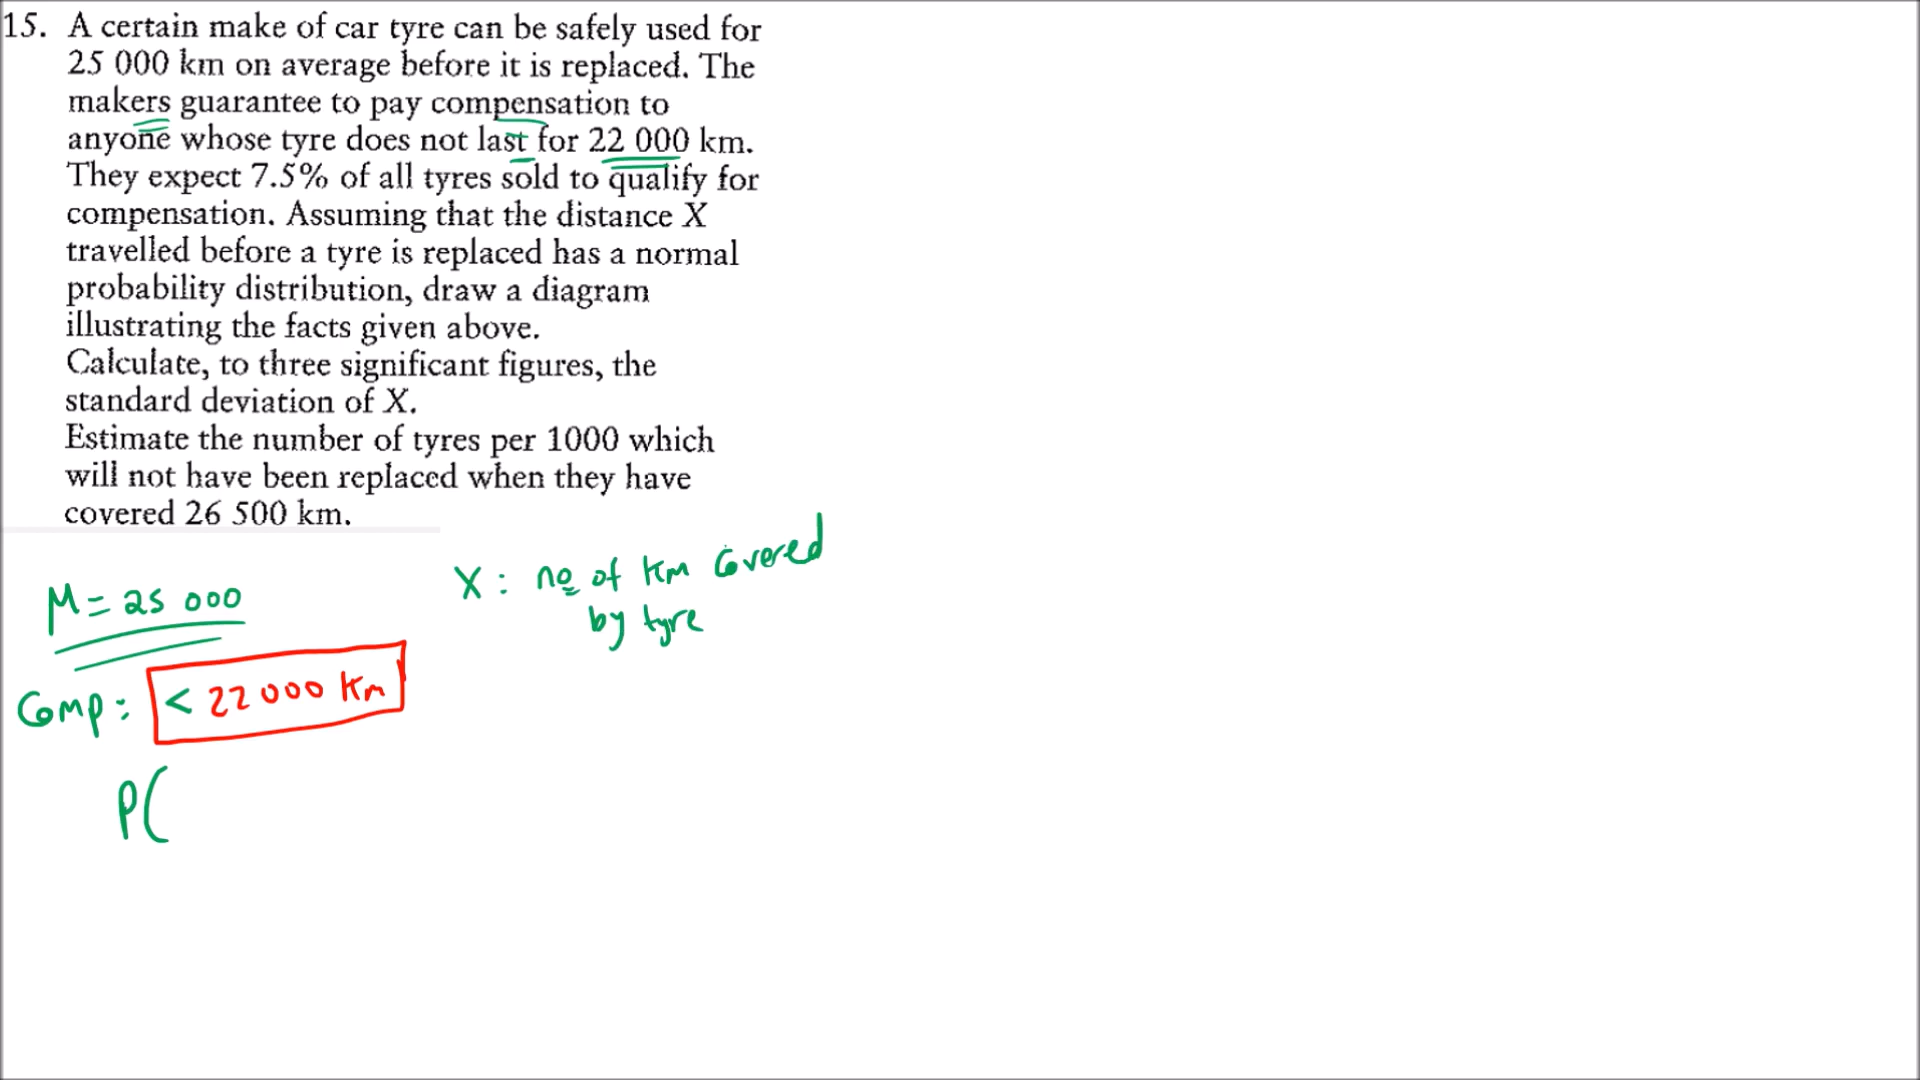 15. A certain make of car tyre can be safely used for
25 000 km on average before it is replaced. The
makers guarantee to pay compensation to
anyone whose tyre does not last for 22 000 km.
They expect 7.5% of all tyres sold to qualify for
compensation. Assuming that the distance X
travelled before a tyre is replaced has a normal
probability distribution, draw a diagram
illustrating the facts given above.
Calculate, to three significant figures, the
standard deviation of X.
Estimate the number of tyres per 1000 which
will not have been replaced when they have
covered 26 500 km.
M = 25 000
X : no of km covered
by tyre
Comp : < 22 000 Km
P(